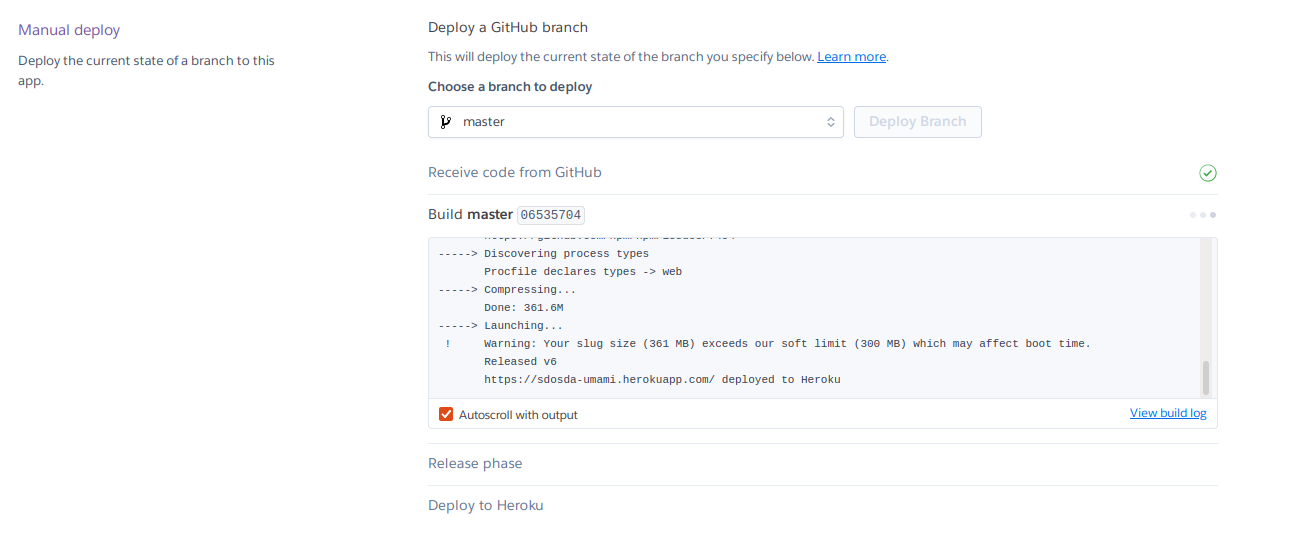 Manual deploy
Deploy the current state of a branch to this
app.
Deploy a GitHub branch
This will deploy the current state of the branch you specify below. Learn more.
Choose a branch to deploy
master
Deploy Branch
Receive code from GitHub
Build master 06535704
-----> Discovering process types
Procfile declares types -> web
-----> Compressing...
Done: 361.6M
-----> Launching...
! Warning: Your slug size (361 MB) exceeds our soft limit (300 MB) which may affect boot time.
Released v6
https://sdosda-umami.herokuapp.com/ deployed to Heroku
Autoscroll with output
View build log
Release phase
Deploy to Heroku